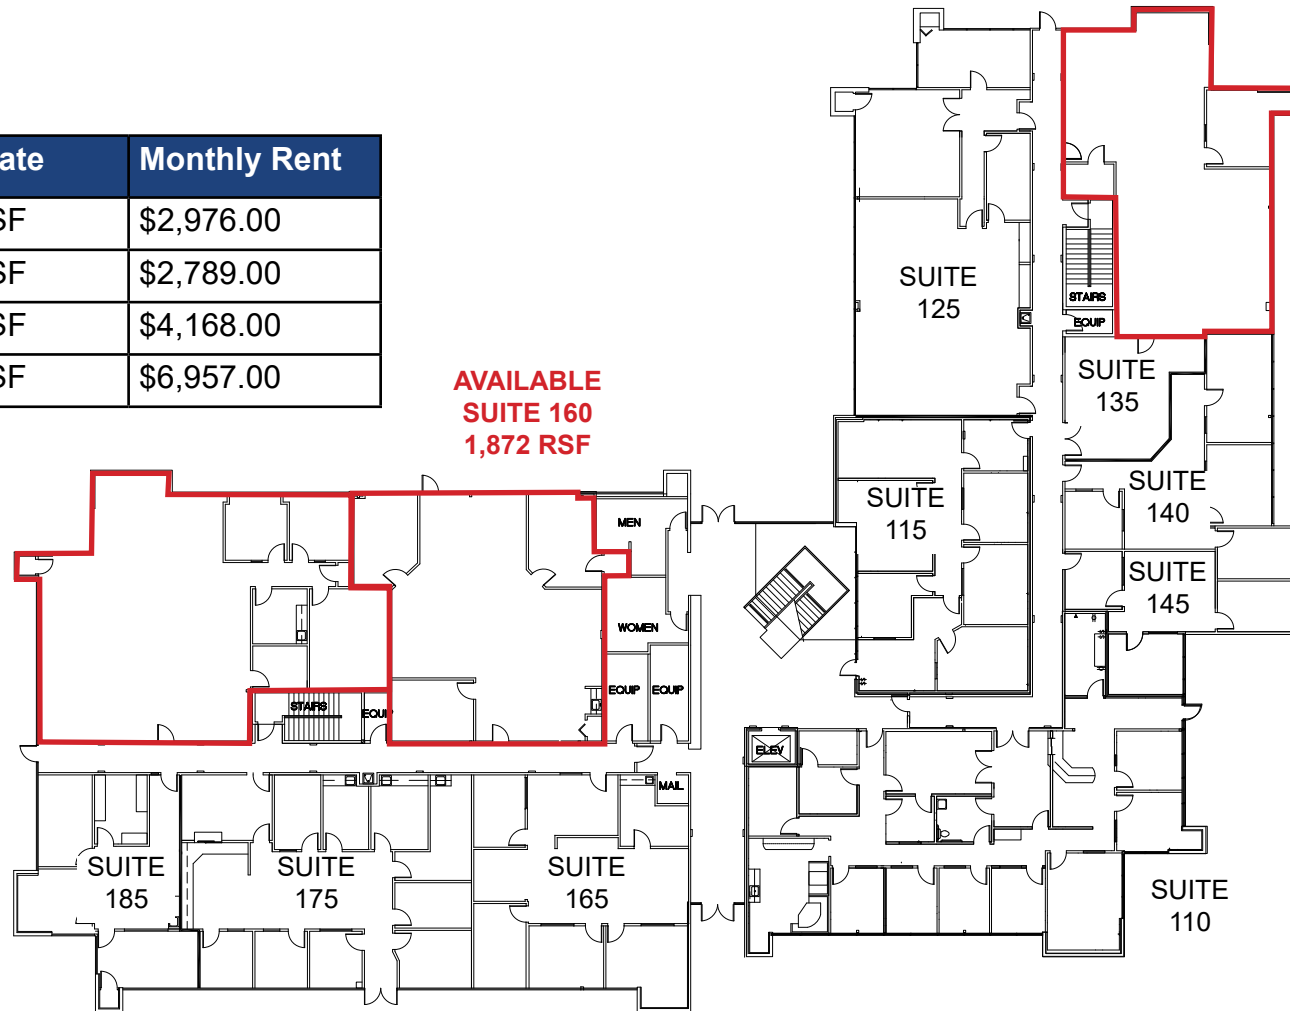 ate Monthly Rent
SF $2,976.00
SF $2,789.00
SF $4,168.00
SF $6,957.00
AVAILABLE
SUITE 160
1,872 RSF
SUITE
125
STAIRS
EQUIP
SUITE
135
SUITE
140
SUITE
115
SUITE
145
MEN
WOMEN
EQUIP
EQUIP
STAIRS
EQUIP
ELEV
MAIL
SUITE
185
SUITE
175
SUITE
165
SUITE
110